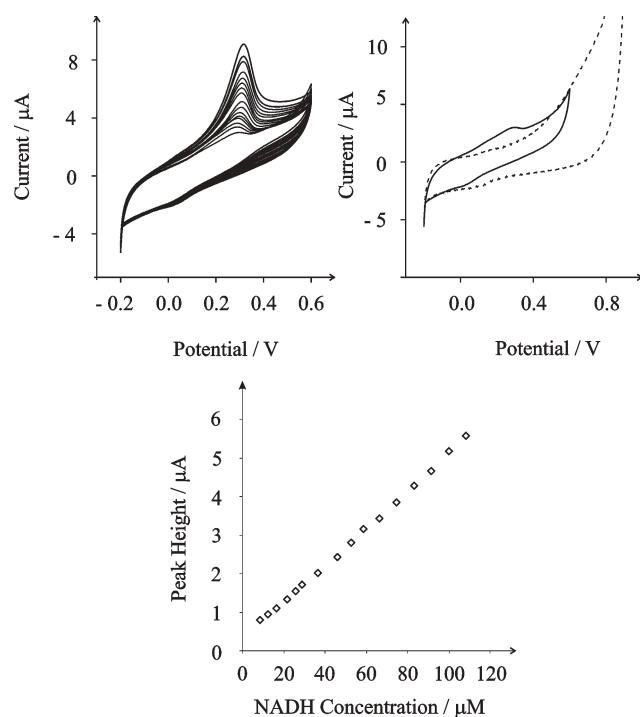 8
4
0
- 4
Current / μA
- 0.2 0.0 0.2 0.4 0.6
Potential / V
10
5
0
- 5
Current / μA
0.0 0.4 0.8
Potential / V
6
5
4
3
2
1
0
Peak Height / μA
0 20 40 60 80 100 120
NADH Concentration / μM